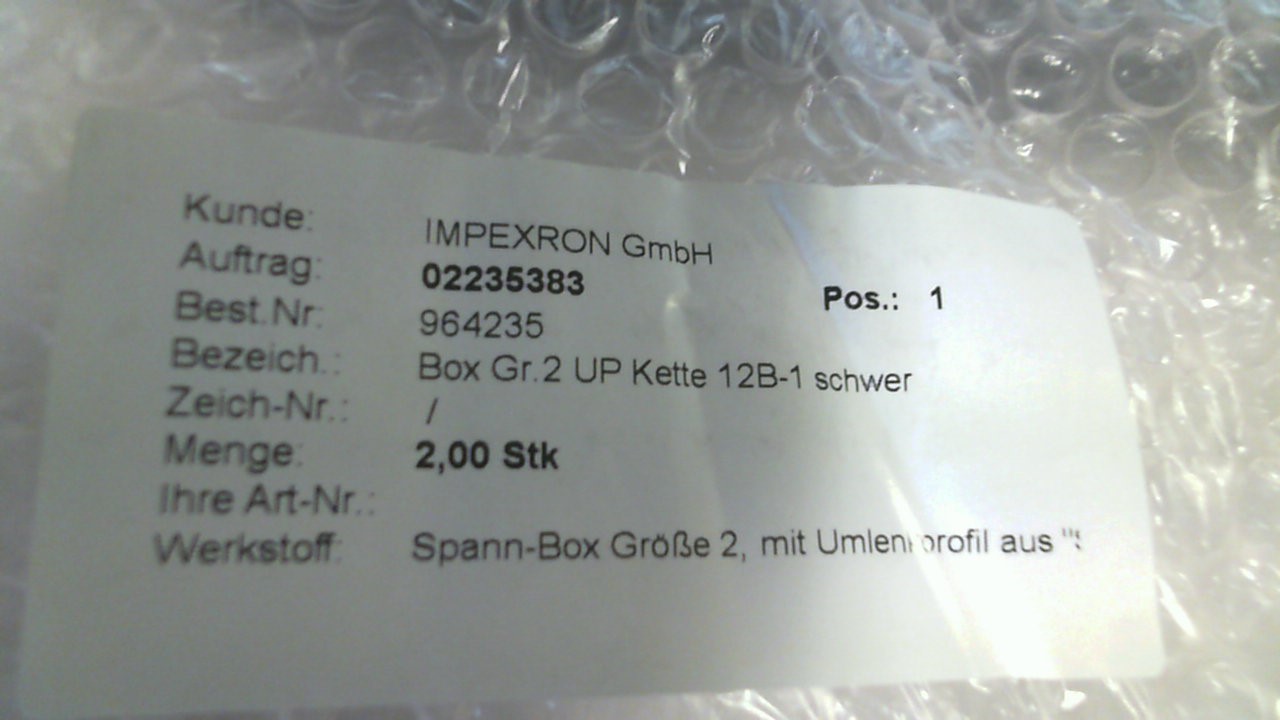 Kunde: IMPEXRON GmbH
Auftrag: 02235383 Pos.: 1
Best.Nr: 964235
Bezeich.: Box Gr.2 UP Kette 12B-1 schwer
Zeich-Nr.: /
Menge: 2,00 Stk
Ihre Art-Nr.:
Werkstoff: Spann-Box Größe 2, mit aus